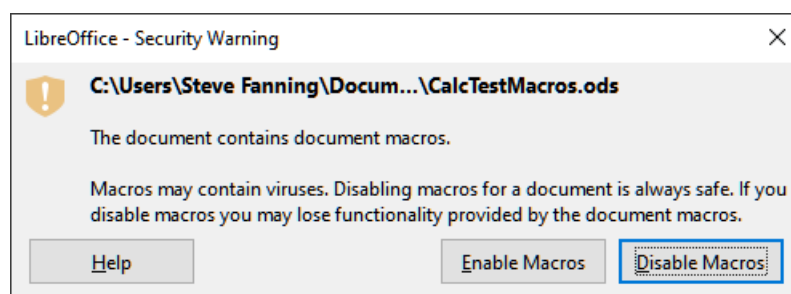 LibreOffice - Security Warning
C:\Users\Steve Fanning\Docum...\CalcTestMacros.ods
The document contains document macros.
Macros may contain viruses. Disabling macros for a document is always safe. If you
disable macros you may lose functionality provided by the document macros.
Help Enable Macros Disable Macros